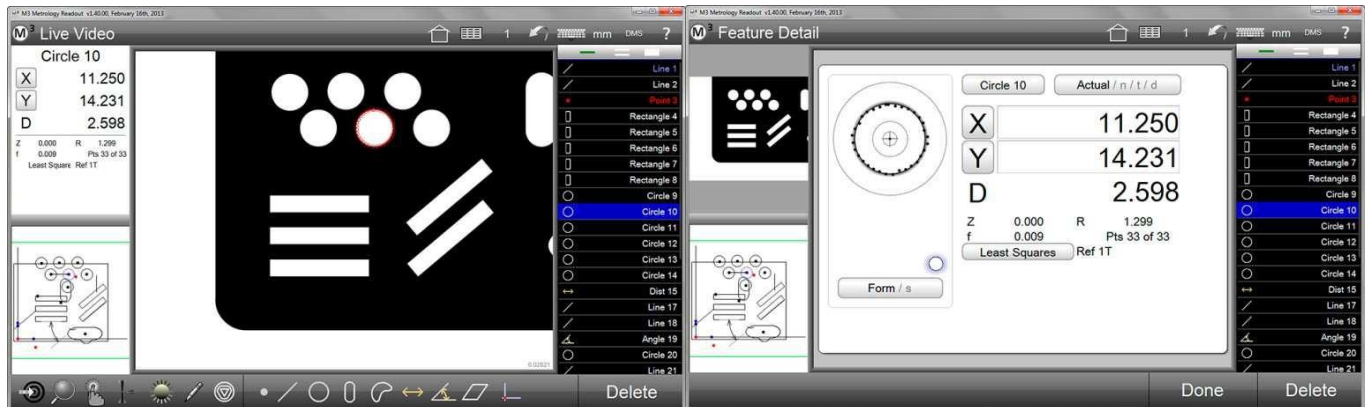 M3 Metrology Readout v1.40.00, February 16th, 2013
M3 Live Video
1 mm DMS ?
Circle 10
X 11.250
Y 14.231
D 2.598
Z 0.000 R 1.299
f 0.009 Pts 33 of 33
Least Square Ref 1T
Line 1
Line 2
Point 3
Rectangle 4
Rectangle 5
Rectangle 6
Rectangle 7
Rectangle 8
Circle 9
Circle 10
Circle 11
Circle 12
Circle 13
Circle 14
Dist 15
Line 17
Line 18
Angle 19
Circle 20
Line 21
Delete
M3 Metrology Readout v1.40.00, February 16th, 2013
M3 Feature Detail
1 mm DMS ?
Circle 10 Actual / n / t / d
X 11.250
Y 14.231
D 2.598
Z 0.000 R 1.299
f 0.009 Pts 33 of 33
Least Squares Ref 1T
Form / s
Line 1
Line 2
Point 3
Rectangle 4
Rectangle 5
Rectangle 6
Rectangle 7
Rectangle 8
Circle 9
Circle 10
Circle 11
Circle 12
Circle 13
Circle 14
Dist 15
Line 17
Line 18
Angle 19
Circle 20
Line 21
Done Delete